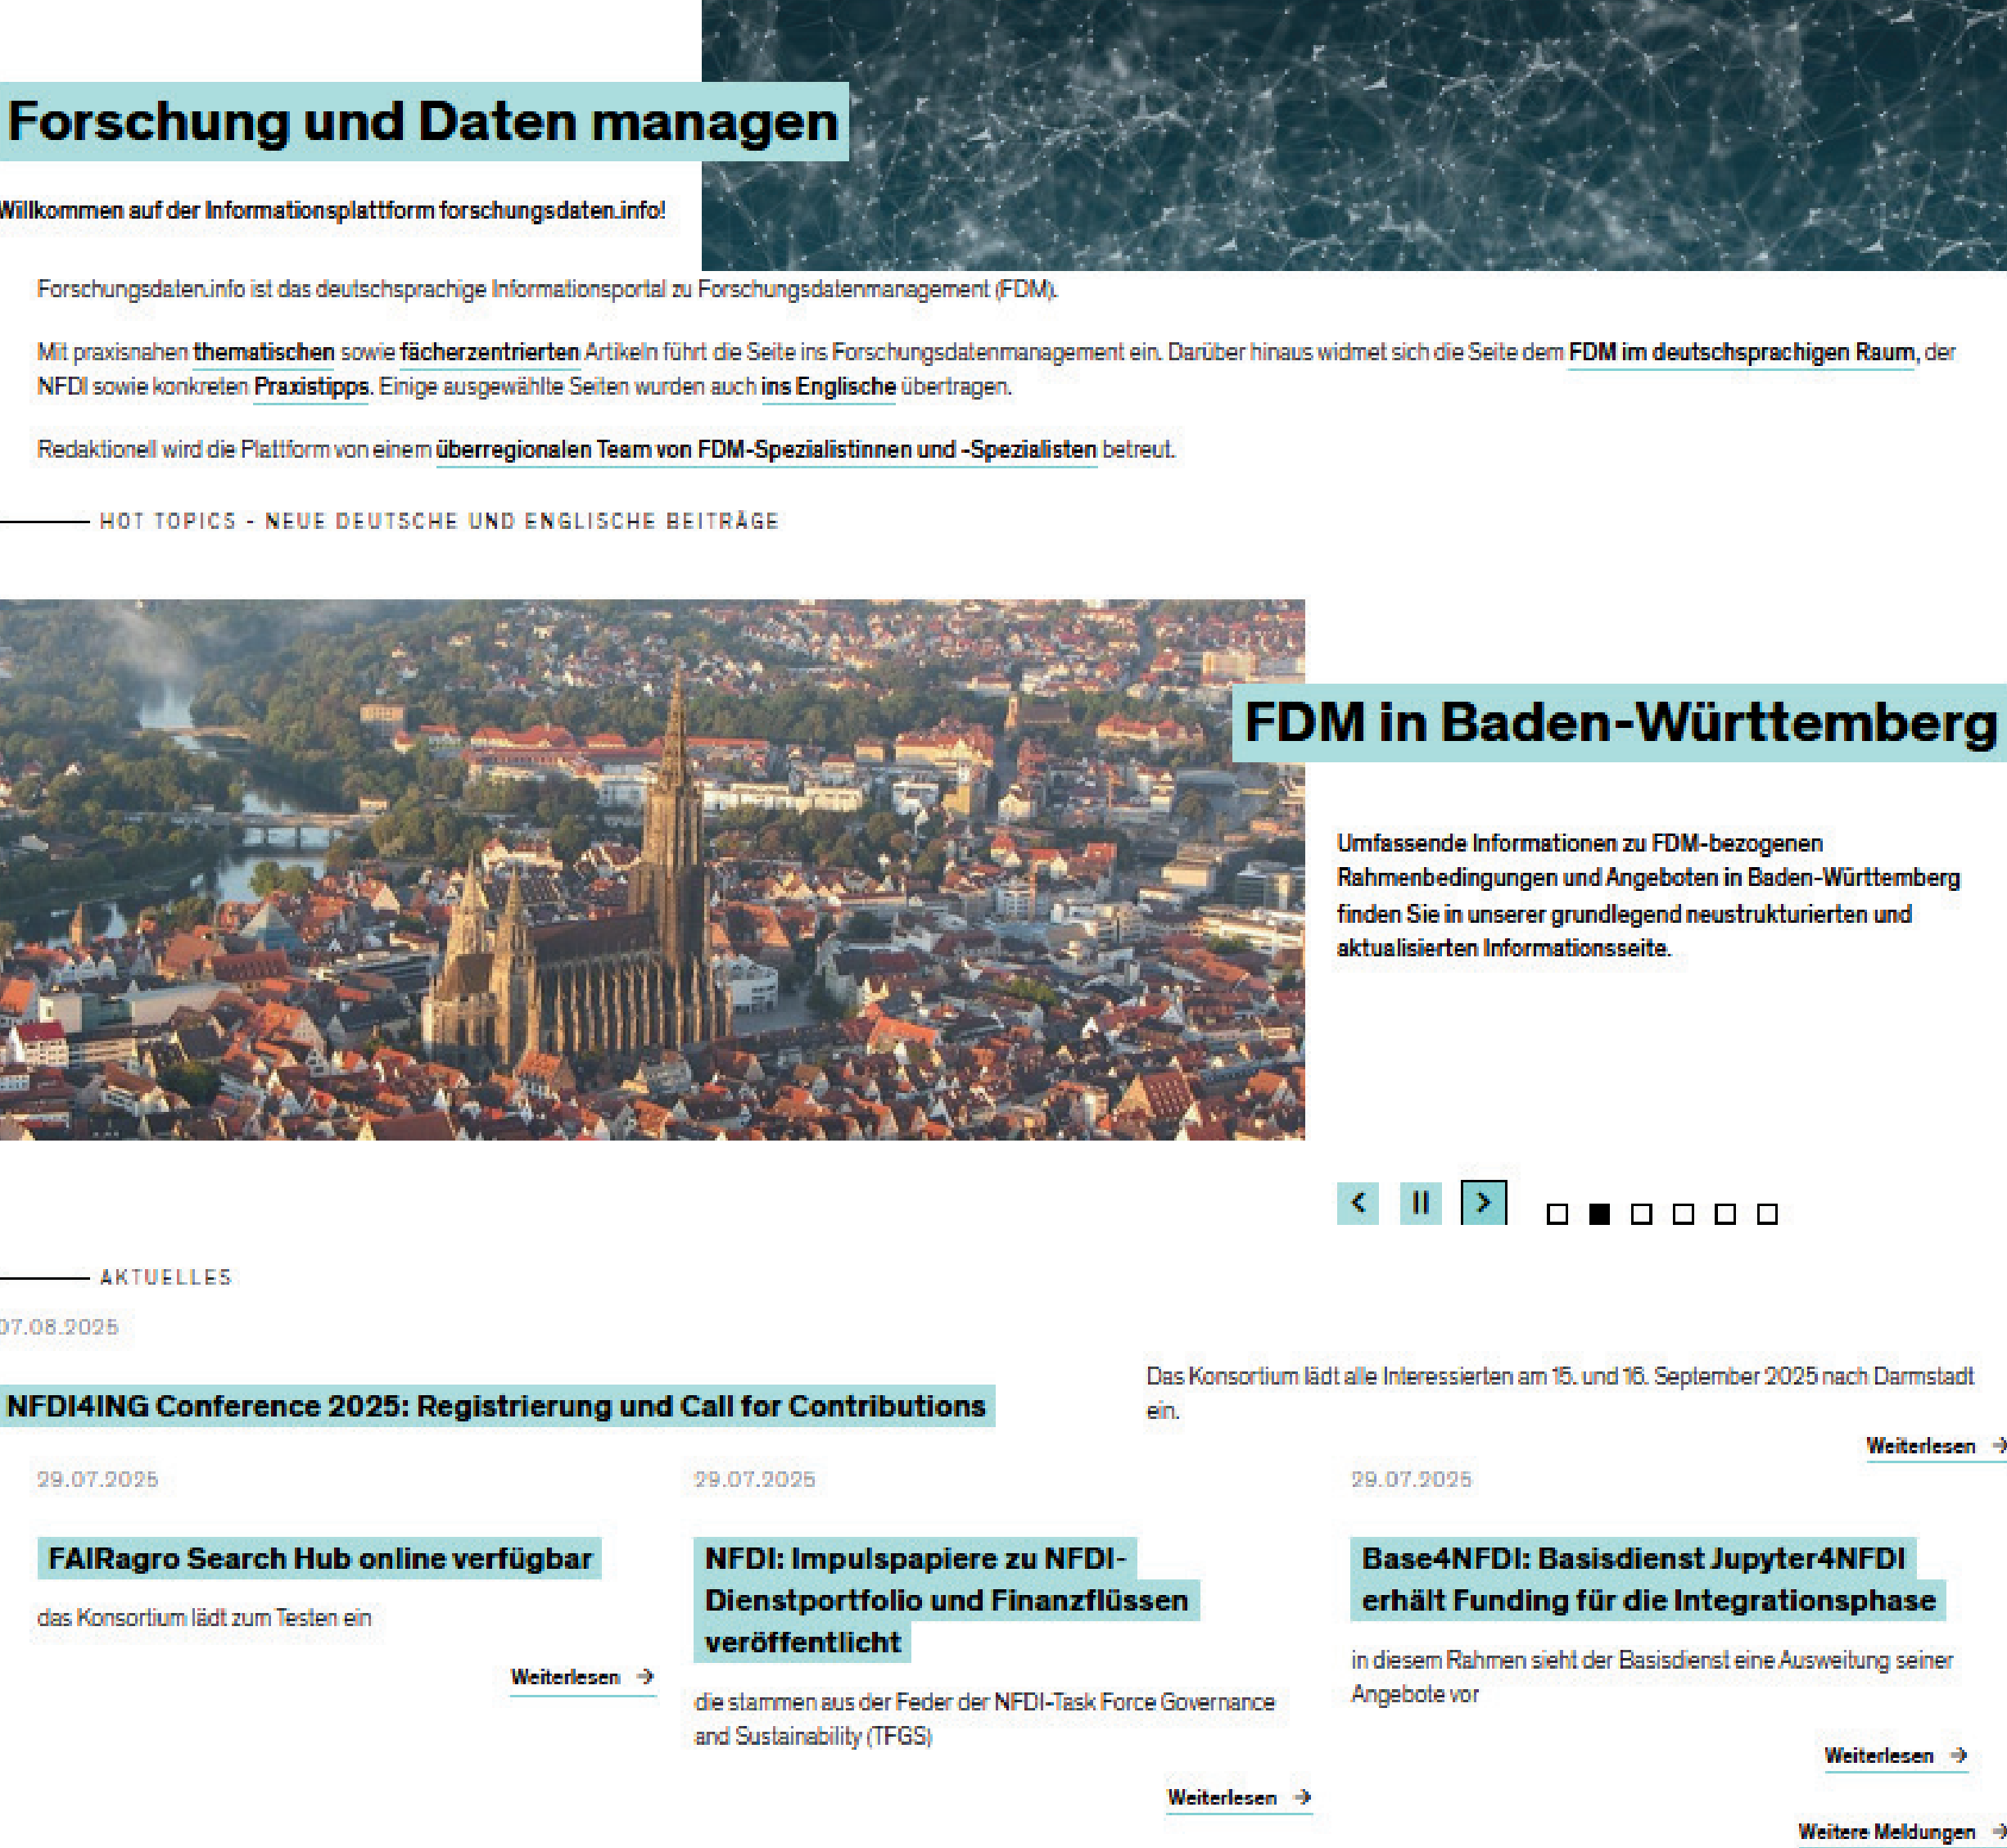 Forschung und Daten managen
Willkommen auf der Informationsplattform forschungsdaten.info!
Forschungsdaten.info ist das deutschsprachige Informationsportal zu Forschungsdatenmanagement (FDM).
Mit praxisnahen thematischen sowie fächerzentrierten Artikeln führt die Seite ins Forschungsdatenmanagement ein. Darüber hinaus widmet sich die Seite dem FDM im deutschsprachigen Raum, der
NFDI sowie konkreten Praxistipps. Einige ausgewählte Seiten wurden auch ins Englische übertragen.
Redaktionell wird die Plattform von einem überregionalen Team von FDM-Spezialistinnen und -Spezialisten betreut.
HOT TOPICS - NEUE DEUTSCHE UND ENGLISCHE BEITRÄGE
FDM in Baden-Württemberg
Umfassende Informationen zu FDM-bezogenen
Rahmenbedingungen und Angeboten in Baden-Württemberg
finden Sie in unserer grundlegend neustrukturierten und
aktualisierten Informationsseite.
AKTUELLES
07.08.2025
NFDI4ING Conference 2025: Registrierung und Call for Contributions
Das Konsortium lädt alle Interessierten am 15. und 16. September 2025 nach Darmstadt
ein.
Weiterlesen →
29.07.2025
FAIRagro Search Hub online verfügbar
das Konsortium lädt zum Testen ein
Weiterlesen →
29.07.2025
NFDI: Impulspapiere zu NFDI-
Dienstportfolio und Finanzflüssen
veröffentlicht
die stammen aus der Feder der NFDI-Task Force Governance
and Sustainability (TFGS)
Weiterlesen →
29.07.2025
Base4NFDI: Basisdienst Jupyter4NFDI
erhält Funding für die Integrationsphase
in diesem Rahmen sieht der Basisdienst eine Ausweitung seiner
Angebote vor
Weiterlesen →
Weitere Meldungen →